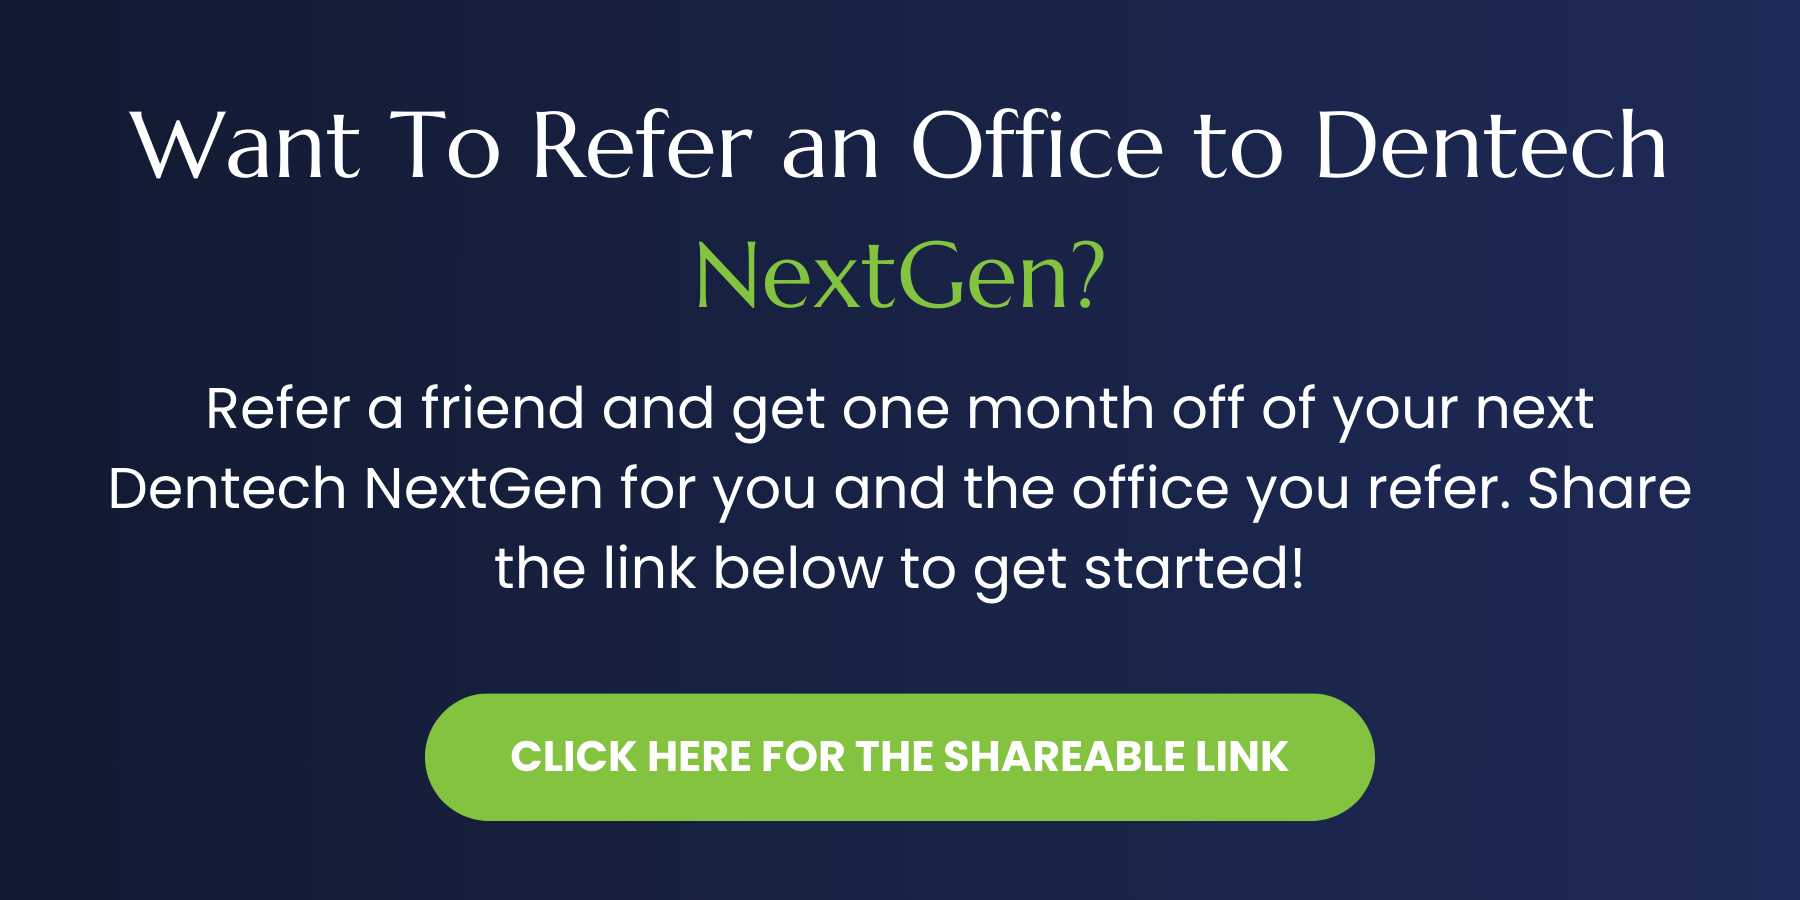 Want To Refer an Office to Dentech
NextGen?
Refer a friend and get one month off of your next
Dentech NextGen for you and the office you refer. Share
the link below to get started!
CLICK HERE FOR THE SHAREABLE LINK